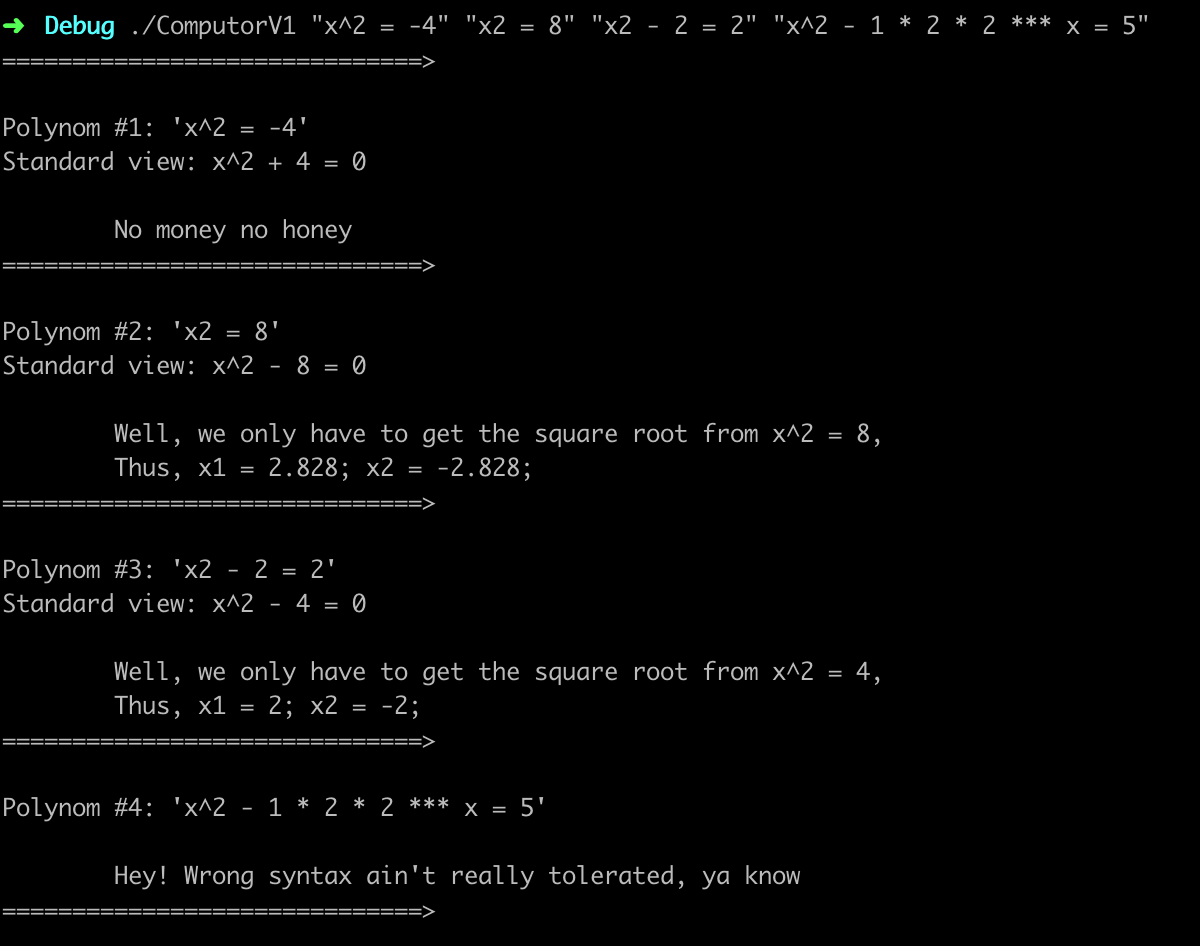 ➜ Debug ./ComputorV1 "x^2 = -4" "x2 = 8" "x2 - 2 = 2" "x^2 - 1 * 2 * 2 *** x = 5"
==============================>
Polynom #1: 'x^2 = -4'
Standard view: x^2 + 4 = 0
No money no honey
==============================>
Polynom #2: 'x2 = 8'
Standard view: x^2 - 8 = 0
Well, we only have to get the square root from x^2 = 8,
Thus, x1 = 2.828; x2 = -2.828;
==============================>
Polynom #3: 'x2 - 2 = 2'
Standard view: x^2 - 4 = 0
Well, we only have to get the square root from x^2 = 4,
Thus, x1 = 2; x2 = -2;
==============================>
Polynom #4: 'x^2 - 1 * 2 * 2 *** x = 5'
Hey! Wrong syntax ain't really tolerated, ya know
==============================>